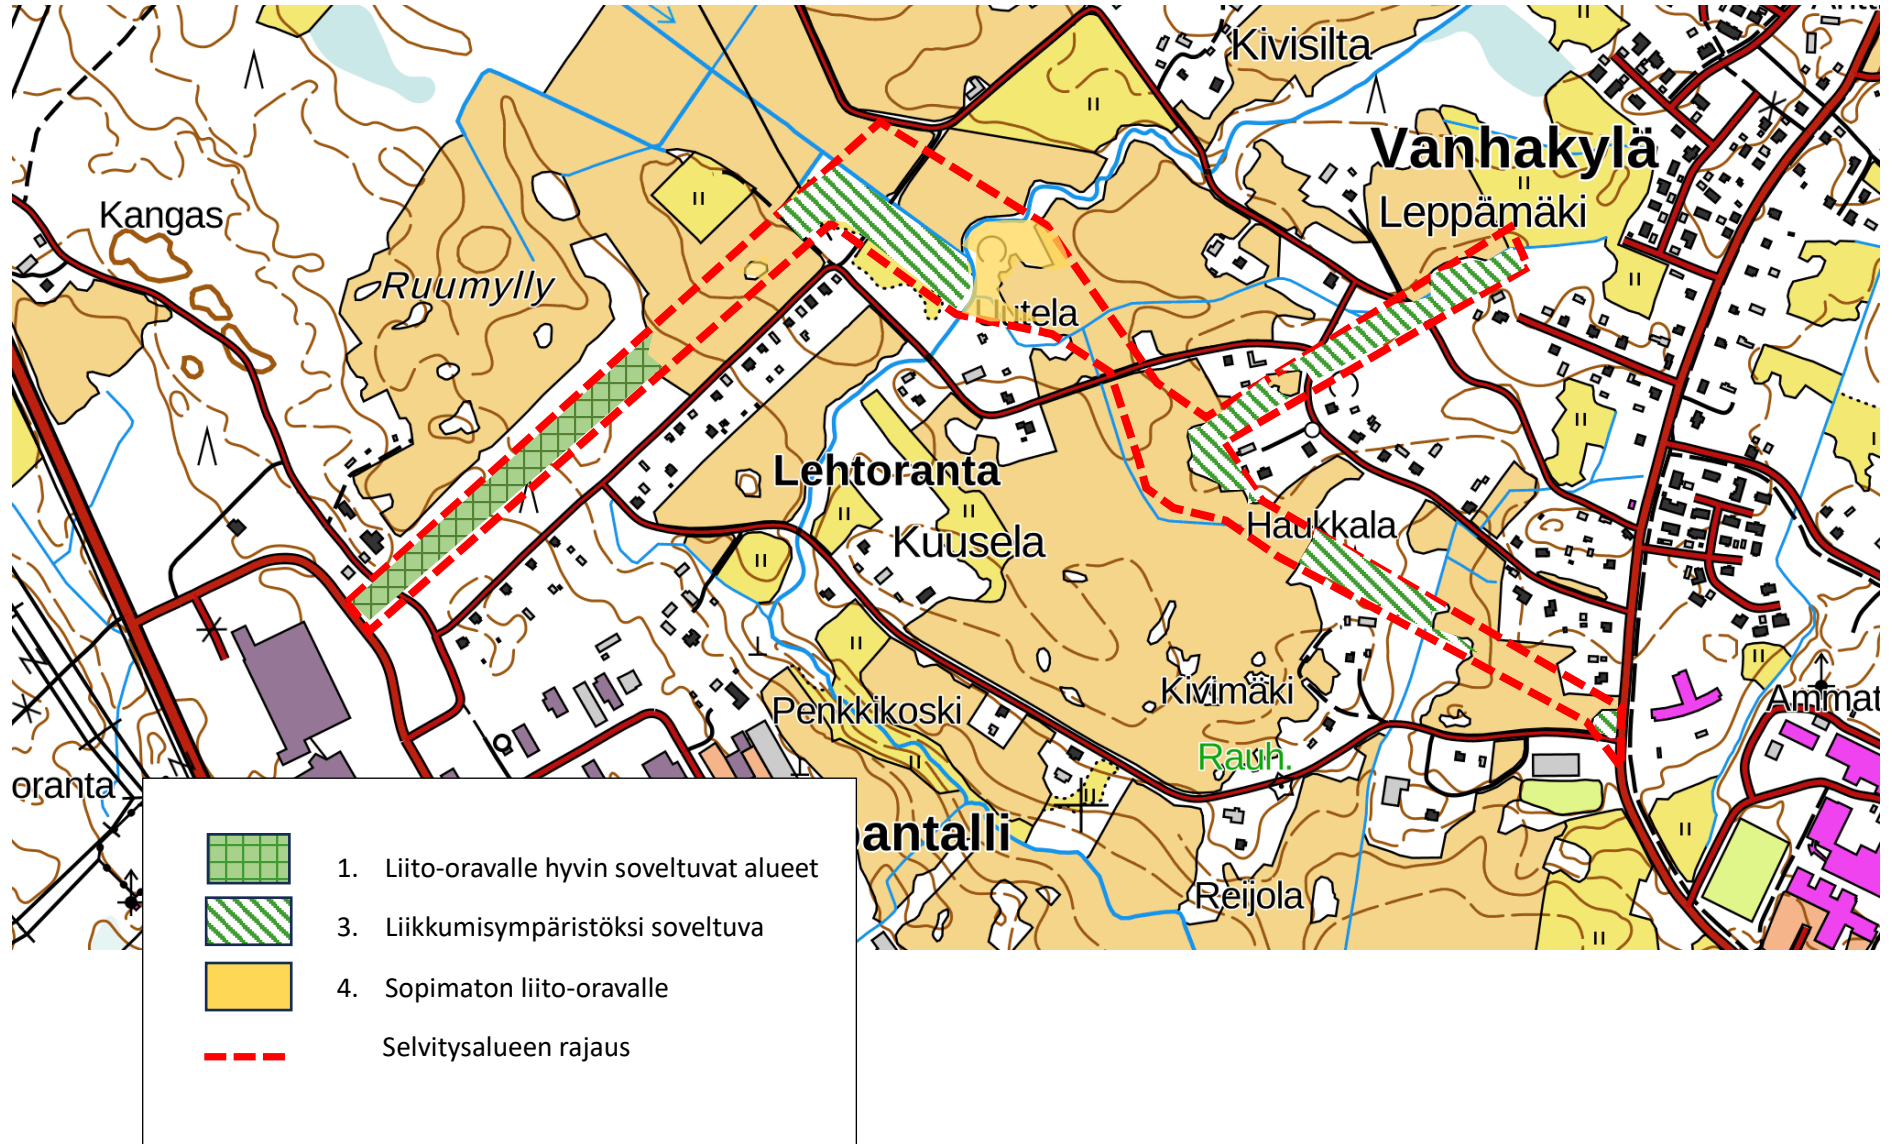 Kivisilta
Vanhakylä
Leppämäki
Kangas
Ruumylly
Lehtoranta
Kuusela
Haukkala
Penkkikoski
Kivimäki
Rauh.
Ammat
oranta
antalli
Reijola
1. Liito-oravalle hyvin soveltuvat alueet
3. Liikkumisympäristöksi soveltuva
4. Sopimaton liito-oravalle
Selvitysalueen rajaus